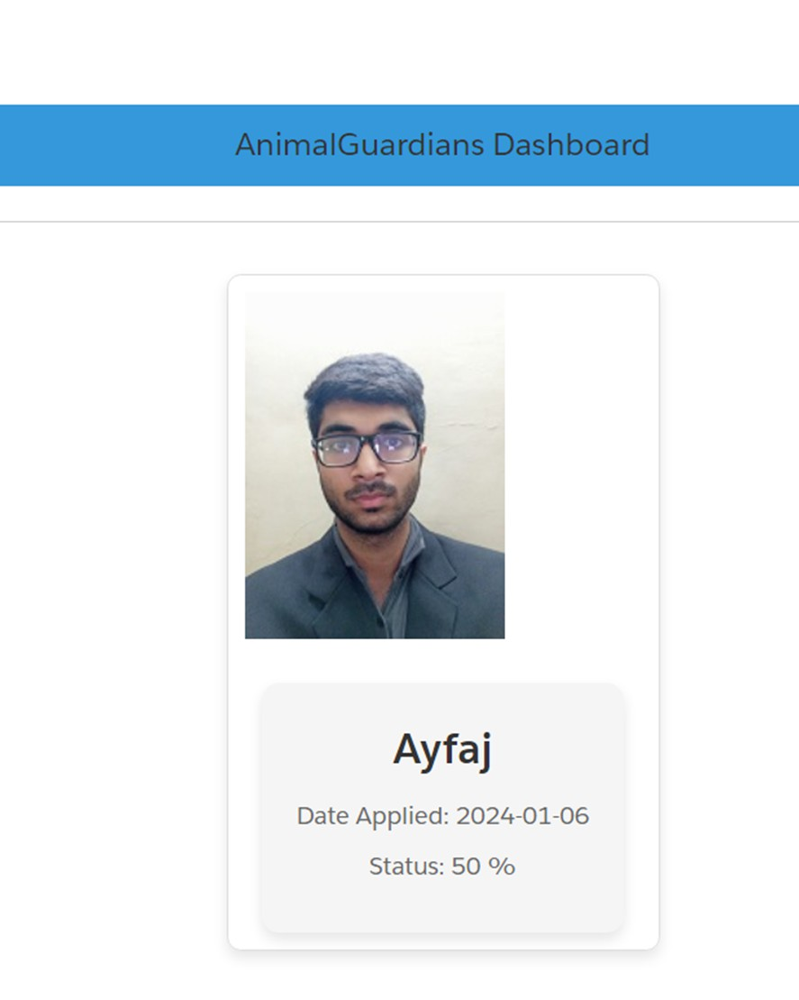 AnimalGuardians Dashboard
Ayfaj
Date Applied: 2024-01-06
Status: 50 %